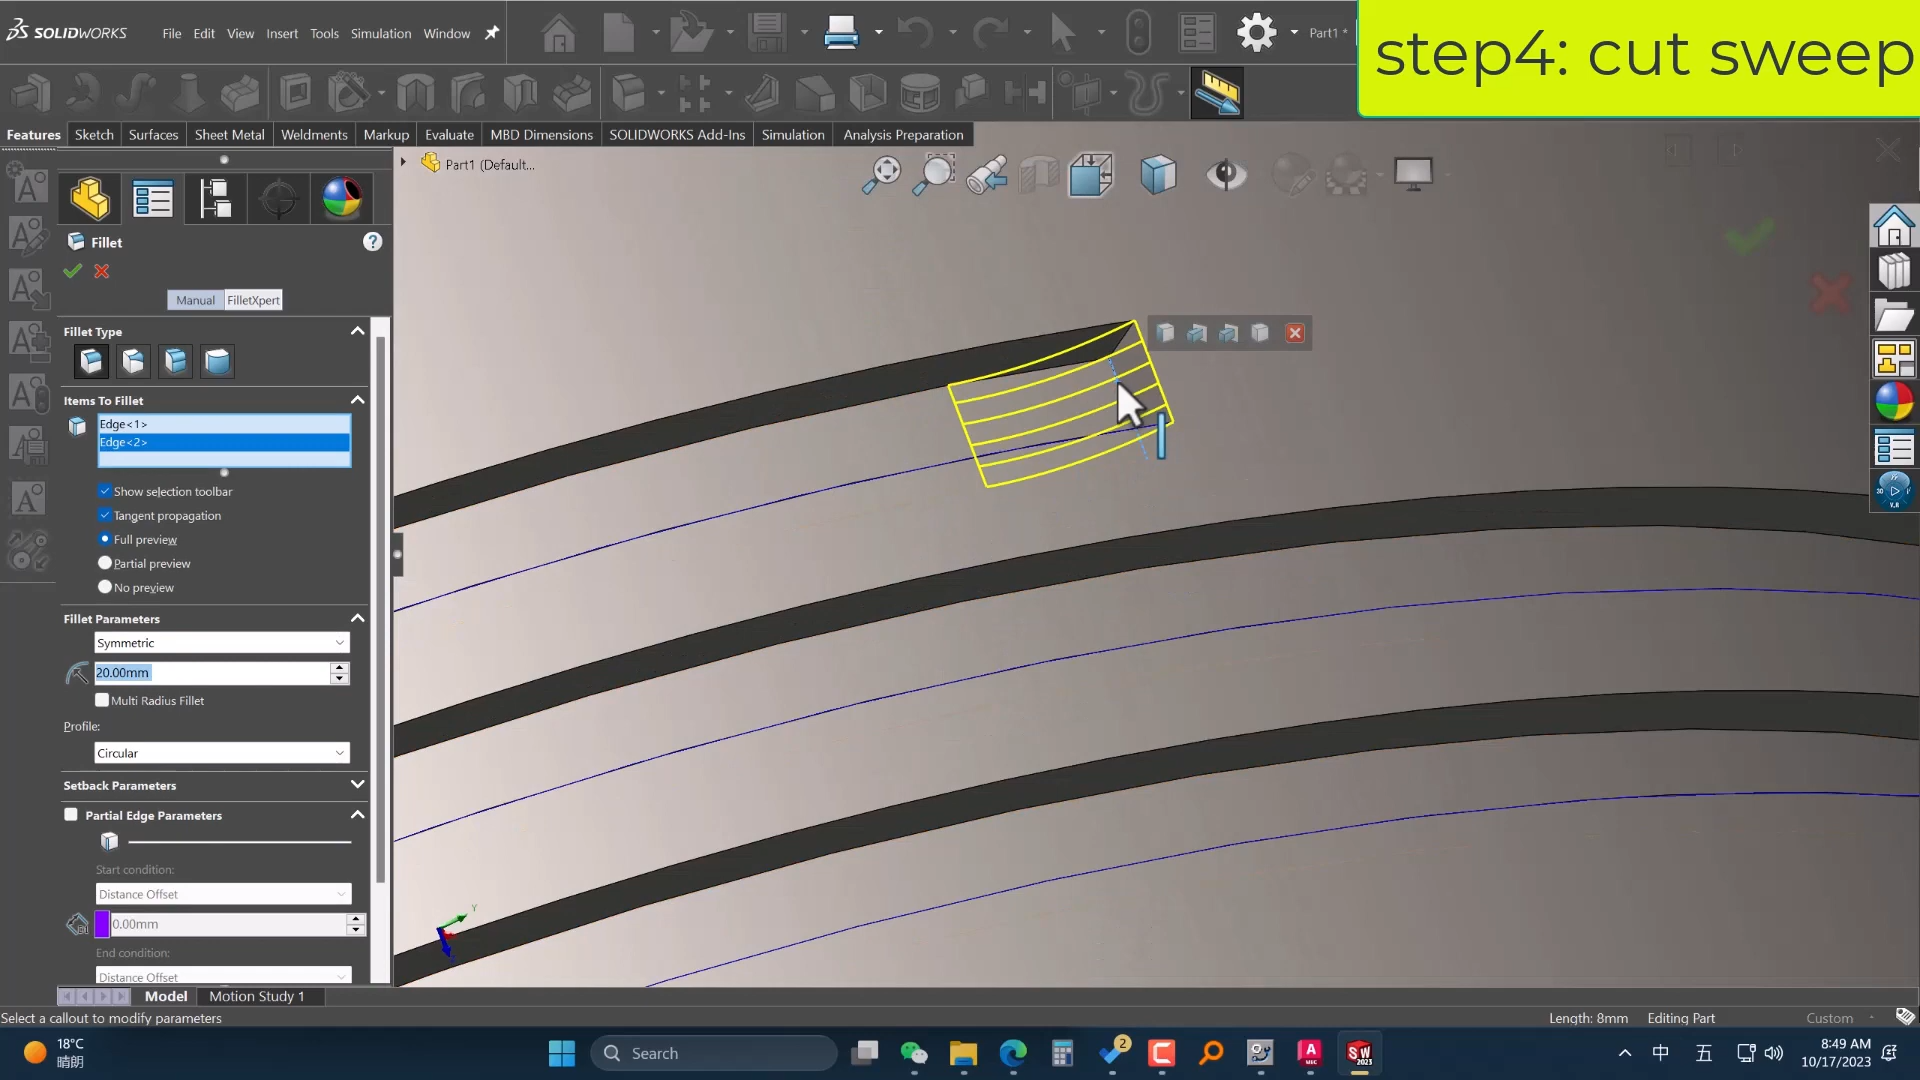 SOLIDWORKS
File Edit View Insert Tools Simulation Window
Part1 *
step4: cut sweep
Features Sketch Surfaces Sheet Metal Weldments Markup Evaluate MBD Dimensions SOLIDWORKS Add-Ins Simulation Analysis Preparation
Part1 (Default...
Fillet
Manual FilletXpert
Fillet Type
Items To Fillet
Edge<1>
Edge<2>
Show selection toolbar
Tangent propagation
Full preview
Partial preview
No preview
Fillet Parameters
Symmetric
20.00mm
Multi Radius Fillet
Profile:
Circular
Setback Parameters
Partial Edge Parameters
Start condition:
Distance Offset
0.00mm
End condition:
Distance Offset
Y
Model Motion Study 1
Select a callout to modify parameters
Length: 8mm Editing Part Custom
18°C
晴朗
Search
2
中 五
8:49 AM
10/17/2023